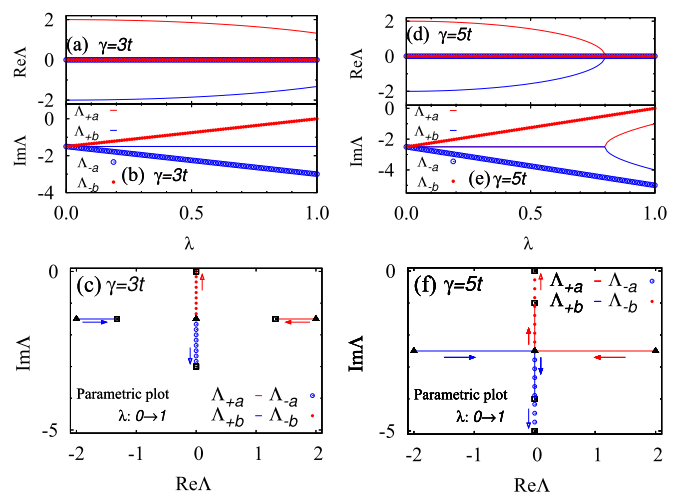 (a) γ=3t
ReΛ
2
0
-2
Λ+a
Λ+b
Λ-a
Λ-b
(b) γ=3t
ImΛ
0
-2
-4
0.0 0.5 1.0
λ
(d) γ=5t
ReΛ
2
0
-2
Λ+a
Λ+b
Λ-a
Λ-b
(e) γ=5t
ImΛ
0
-2
-4
0.0 0.5 1.0
λ
(c) γ=3t
ImΛ
0
-5
Parametric plot
λ: 0→1
Λ+a Λ-a
Λ+b Λ-b
-2 -1 0 1 2
ReΛ
(f) γ=5t
ImΛ
0
-5
Λ+a Λ-a
Λ+b Λ-b
Parametric plot
λ: 0→1
-2 -1 0 1 2
ReΛ